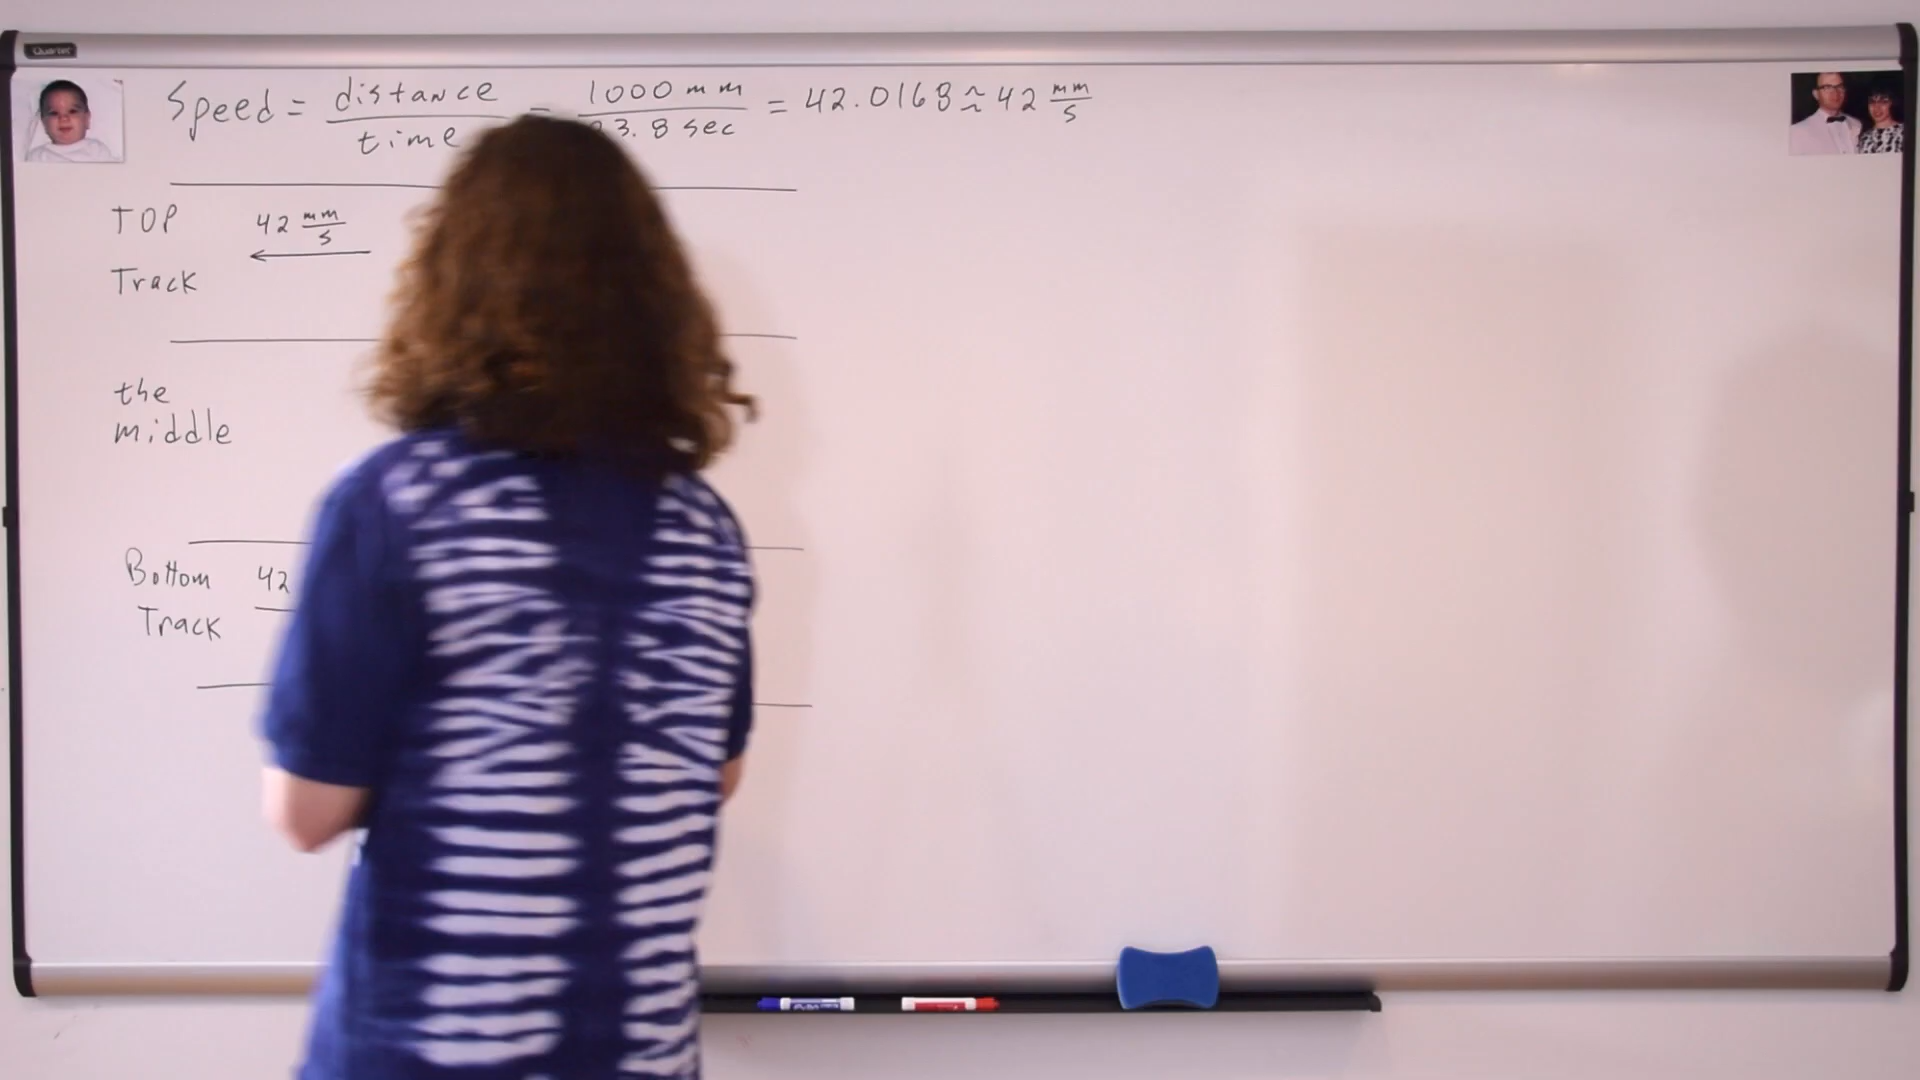 Quartet
Speed = distance / time = 1000 mm / 3.8 sec = 42.0168 ≈ 42 mm/s
TOP 42 mm/s
←
Track
the
middle
Bottom 42
Track